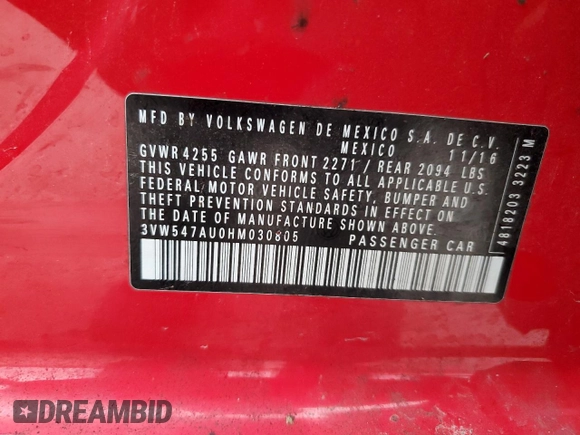 MFD BY VOLKSWAGEN DE MEXICO S.A. DE C.V.
MEXICO 11/16
GVWR 4255 GAWR FRONT 2271 / REAR 2094 LBS
THIS VEHICLE CONFORMS TO ALL APPLICABLE U.S.
FEDERAL MOTOR VEHICLE SAFETY, BUMPER AND
THEFT PREVENTION STANDARDS IN EFFECT ON
THE DATE OF MANUFACTURE SHOWN ABOVE.
3VW547AU0HM030805 PASSENGER CAR
4818203 3223 M
DREAMBID